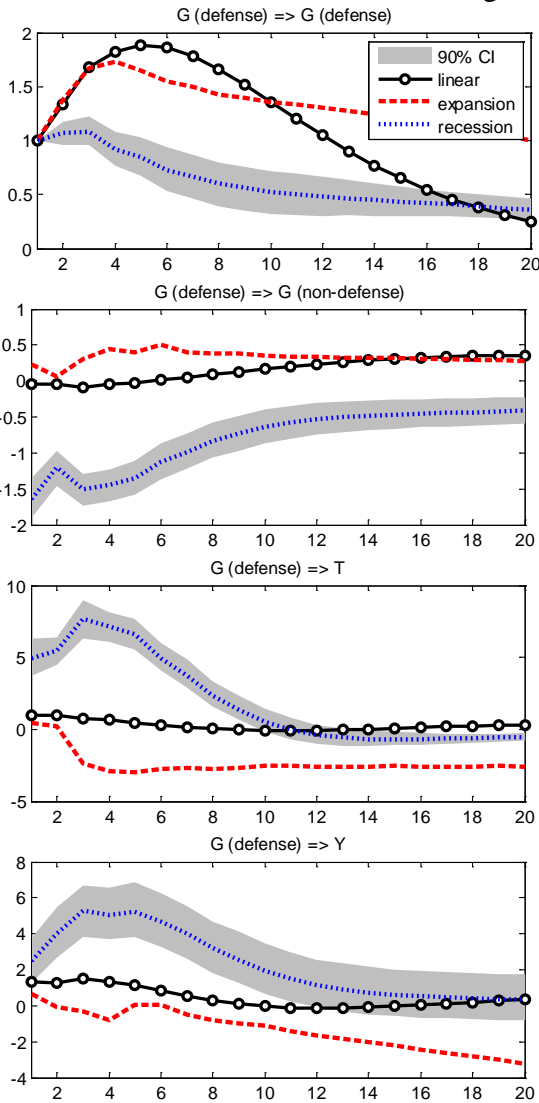 G (defense) => G (defense)
2
1.5
1
0.5
0
90% CI
linear
expansion
recession
2 4 6 8 10 12 14 16 18 20
G (defense) => G (non-defense)
1
0.5
0
-0.5
-1
-1.5
-2
2 4 6 8 10 12 14 16 18 20
G (defense) => T
10
5
0
-5
2 4 6 8 10 12 14 16 18 20
G (defense) => Y
8
6
4
2
0
-2
-4
2 4 6 8 10 12 14 16 18 20